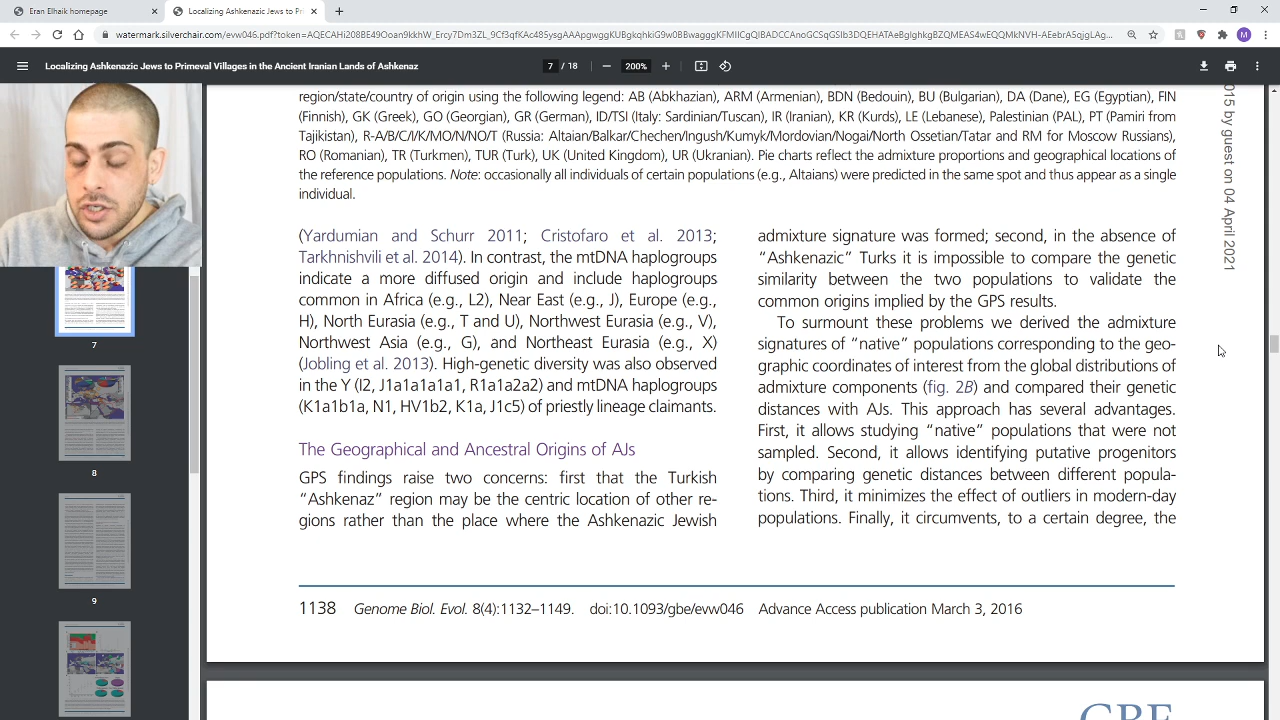 Eran Elhaik homepage
Localizing Ashkenazic Jews to Pri
7 / 18
200%
Localizing Ashkenazic Jews to Primeval Villages in the Ancient Iranian Lands of Ashkenaz
M
region/state/country of origin using the following legend: AB (Abkhazian), ARM (Armenian), BDN (Bedouin), BU (Bulgarian), DA (Dane), EG (Egyptian), FIN
(Finnish), GK (Greek), GO (Georgian), GR (German), ID/TSI (Italy: Sardinian/Tuscan), IR (Iranian), KR (Kurds), LE (Lebanese), Palestinian (PAL), PT (Pamiri from
Tajikistan), R-A/B/C/I/K/MO/N/NO/T (Russia: Altaian/Balkar/Chechen/Ingush/Kumyk/Mordovian/Nogai/North Ossetian/Tatar and RM for Moscow Russians),
RO (Romanian), TR (Turkmen), TUR (Turk), UK (United Kingdom), UR (Ukranian). Pie charts reflect the admixture proportions and geographical locations of
the reference populations. Note: occasionally all individuals of certain populations (e.g., Altaians) were predicted in the same spot and thus appear as a single
individual.
(Yardumian and Schurr 2011; Cristofaro et al. 2013;
Tarkhnishvili et al. 2014). In contrast, the mtDNA haplogroups
indicate a more diffused origin and include haplogroups
common in Africa (e.g., L2), Near East (e.g., J), Europe (e.g.,
H), North Eurasia (e.g., T and U), Northwest Eurasia (e.g., V),
Northwest Asia (e.g., G), and Northeast Eurasia (e.g., X)
(Jobling et al. 2013). High-genetic diversity was also observed
in the Y (I2, J1a1a1a1a1, R1a1a2a2) and mtDNA haplogroups
(K1a1b1a, N1, HV1b2, K1a, J1c5) of priestly lineage claimants.
The Geographical and Ancestral Origins of AJs
GPS findings raise two concerns: first that the Turkish
“Ashkenaz” region may be the centric location of other re-
gions rather than the place where the Ashkenazic Jewish
admixture signature was formed; second, in the absence of
“Ashkenazic” Turks it is impossible to compare the genetic
similarity between the two populations to validate the
common origins implied by the GPS results.
To surmount these problems we derived the admixture
signatures of “native” populations corresponding to the geo-
graphic coordinates of interest from the global distributions of
admixture components (fig. 2B) and compared their genetic
distances with AJs. This approach has several advantages.
First, it allows studying “native” populations that were not
sampled. Second, it allows identifying putative progenitors
by comparing genetic distances between different popula-
tions. Third, it minimizes the effect of outliers in modern-day
populations. Finally, it circumvents, to a certain degree, the
1138 Genome Biol. Evol. 8(4):1132–1149. doi:10.1093/gbe/evw046 Advance Access publication March 3, 2016
015 by guest on 04 April 2021
7
8
9
GBE